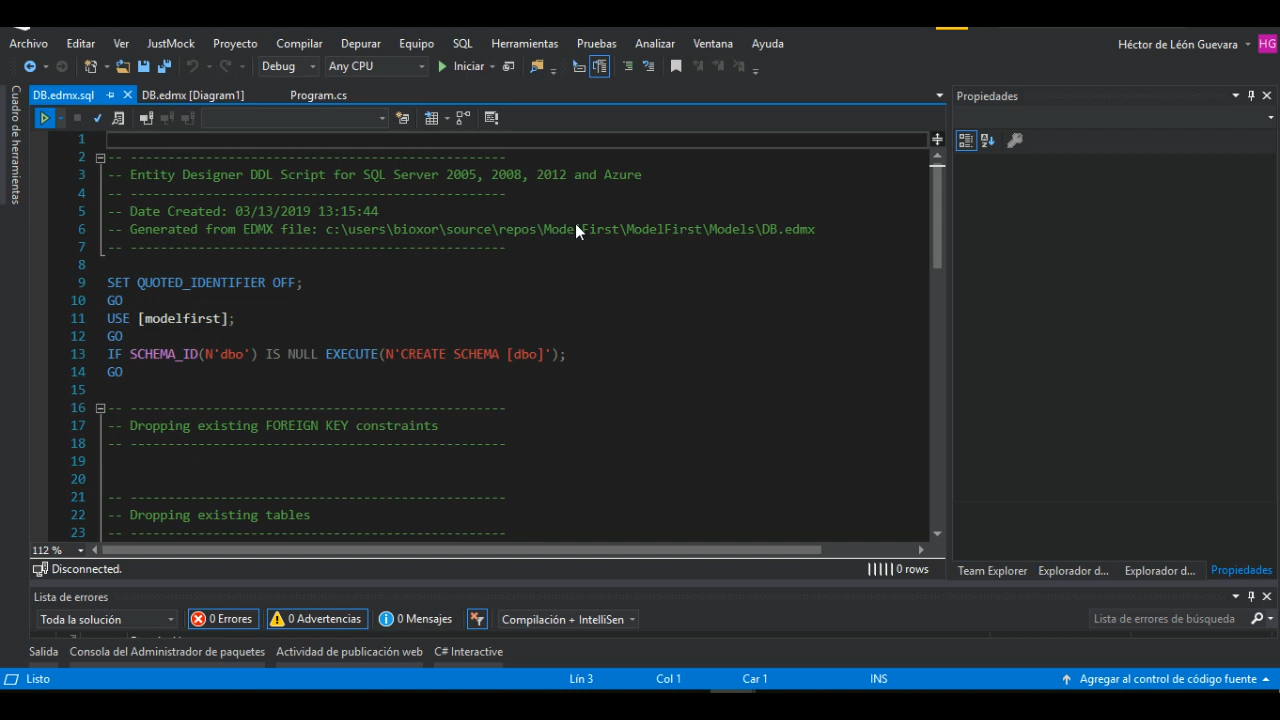 Archivo Editar Ver JustMock Proyecto Compilar Depurar Equipo SQL Herramientas Pruebas Analizar Ventana Ayuda Héctor de León Guevara HG
Debug Any CPU Iniciar
Cuadro de herramientas
DB.edmx.sql DB.edmx [Diagram1] Program.cs
Propiedades
1
2 -- --------------------------------------------------
3 -- Entity Designer DDL Script for SQL Server 2005, 2008, 2012 and Azure
4 -- --------------------------------------------------
5 -- Date Created: 03/13/2019 13:15:44
6 -- Generated from EDMX file: c:\users\bioxor\source\repos\ModelFirst\ModelFirst\Models\DB.edmx
7 -- --------------------------------------------------
8
9 SET QUOTED_IDENTIFIER OFF;
10 GO
11 USE [modelfirst];
12 GO
13 IF SCHEMA_ID(N'dbo') IS NULL EXECUTE(N'CREATE SCHEMA [dbo]');
14 GO
15
16 -- --------------------------------------------------
17 -- Dropping existing FOREIGN KEY constraints
18 -- --------------------------------------------------
19
20
21 -- --------------------------------------------------
22 -- Dropping existing tables
23 -- --------------------------------------------------
112 %
Disconnected. 0 rows
Team Explorer Explorador d... Explorador d... Propiedades
Lista de errores
Toda la solución 0 Errores 0 Advertencias 0 Mensajes Compilación + IntelliSen Lista de errores de búsqueda
Salida Consola del Administrador de paquetes Actividad de publicación web C# Interactive
Listo Lín 3 Col 1 Car 1 INS Agregar al control de código fuente